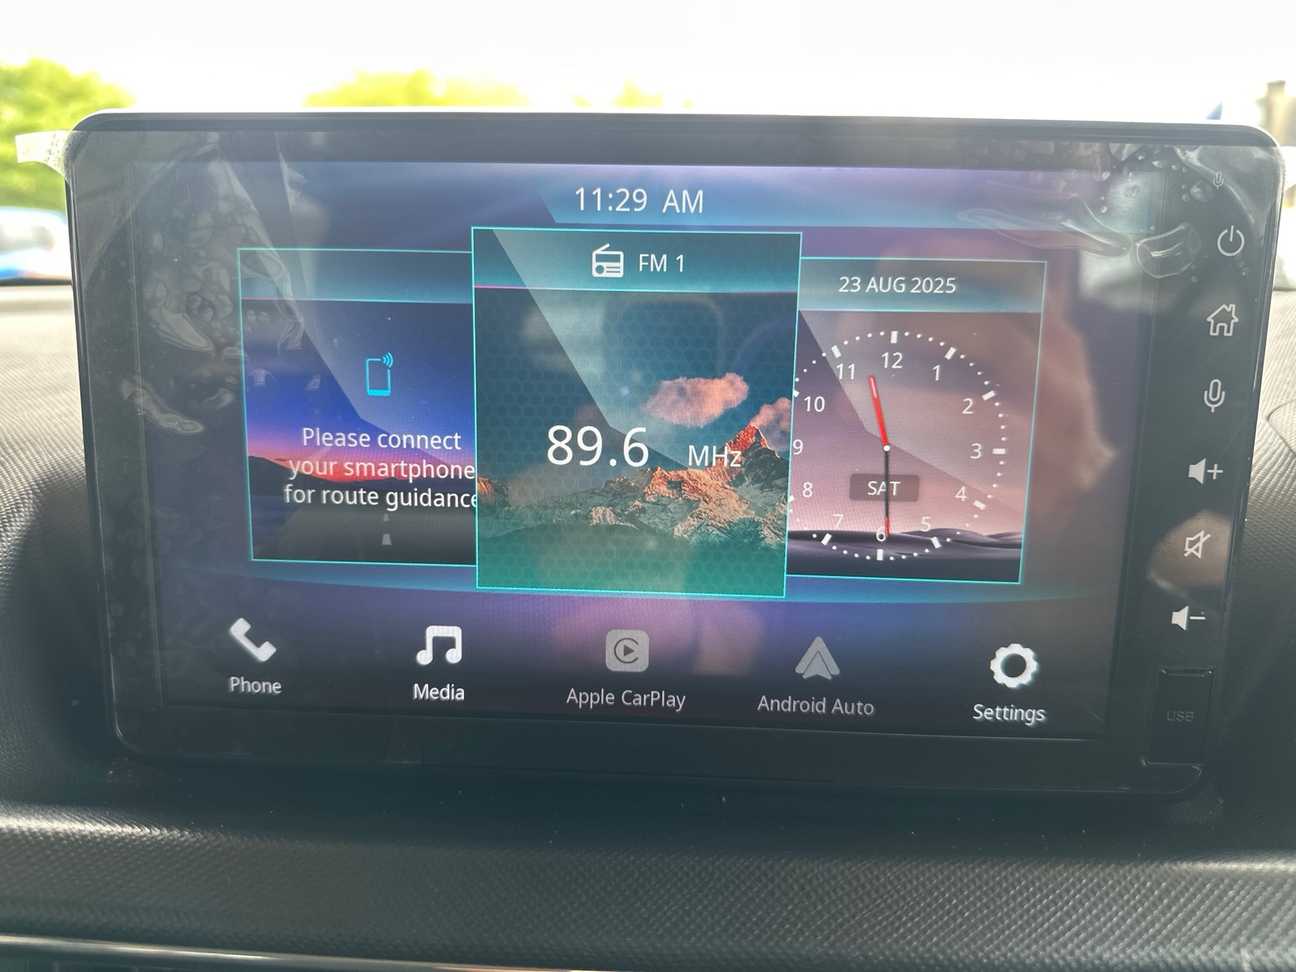 11:29 AM
FM 1
89.6 MHz
Please connect
your smartphone
for route guidance
23 AUG 2025
12
1
2
3
4
5
6
7
8
9
10
11
SAT
Phone
Media
Apple CarPlay
Android Auto
Settings
USB